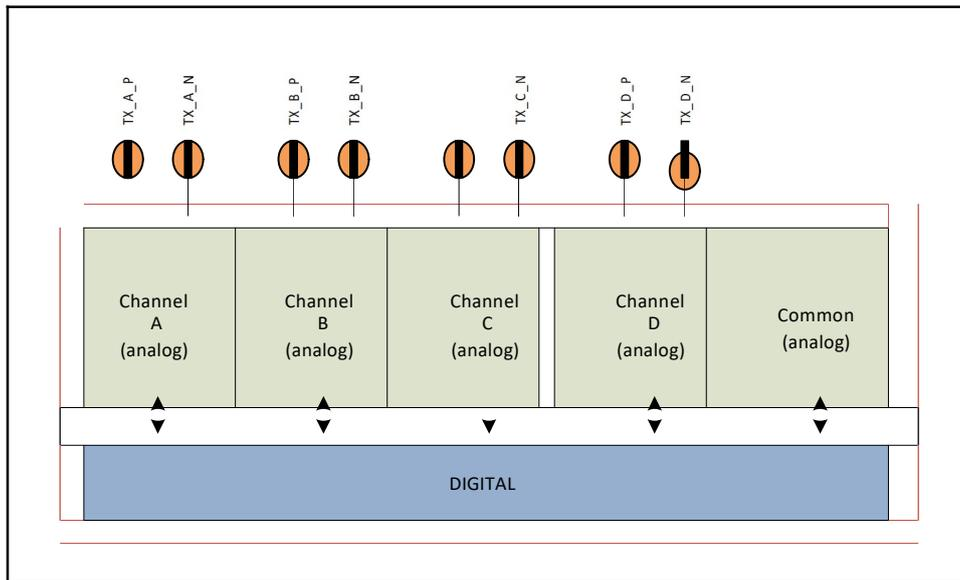 TX_A_P
TX_A_N
TX_B_P
TX_B_N
TX_C_N
TX_D_P
TX_D_N
Channel
A
(analog)
Channel
B
(analog)
Channel
C
(analog)
Channel
D
(analog)
Common
(analog)
DIGITAL